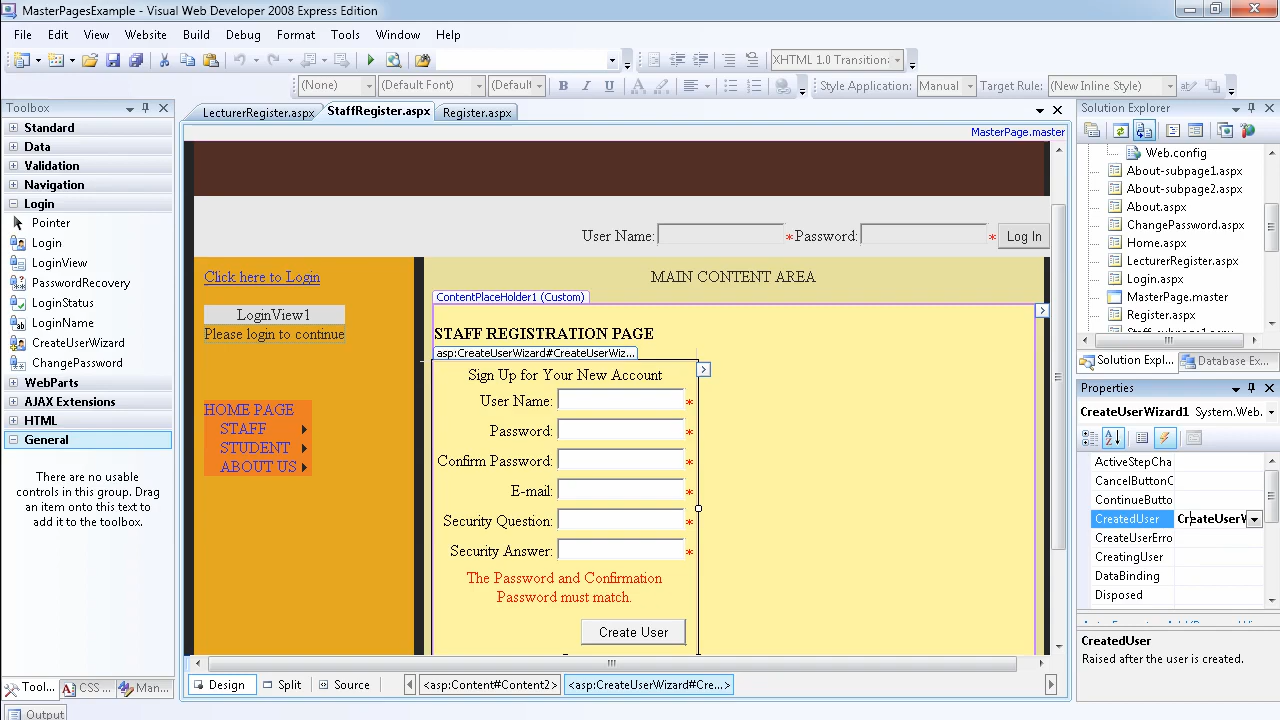 MasterPagesExample - Visual Web Developer 2008 Express Edition
File Edit View Website Build Debug Format Tools Window Help
XHTML 1.0 Transition:
(None) (Default Font) (Default B I U A Style Application: Manual Target Rule: (New Inline Style)
Toolbox
Standard
Data
Validation
Navigation
Login
Pointer
Login
LoginView
PasswordRecovery
LoginStatus
LoginName
CreateUserWizard
ChangePassword
WebParts
AJAX Extensions
HTML
General
There are no usable
controls in this group. Drag
an item onto this text to
add it to the toolbox.
Tool... CSS ... Man...
Output
LecturerRegister.aspx StaffRegister.aspx Register.aspx
MasterPage.master
User Name: * Password: * Log In
Click here to Login
LoginView1
Please login to continue
HOME PAGE
STAFF
STUDENT
ABOUT US
MAIN CONTENT AREA
ContentPlaceHolder1 (Custom)
STAFF REGISTRATION PAGE
asp:CreateUserWizard#CreateUserWiz...
Sign Up for Your New Account
User Name: *
Password: *
Confirm Password: *
E-mail: *
Security Question: *
Security Answer: *
The Password and Confirmation
Password must match.
Create User
Design Split Source <asp:Content#Content2> <asp:CreateUserWizard#Cr...>
Solution Explorer
Web.config
About-subpage1.aspx
About-subpage2.aspx
About.aspx
ChangePassword.aspx
Home.aspx
LecturerRegister.aspx
Login.aspx
MasterPage.master
Register.aspx
Solution Expl... Database Ex...
Properties
CreateUserWizard1 System.Web.
ActiveStepCha
CancelButtonC
ContinueButto
CreatedUser CreateUserW
CreateUserErro
CreatingUser
DataBinding
Disposed
CreatedUser
Raised after the user is created.